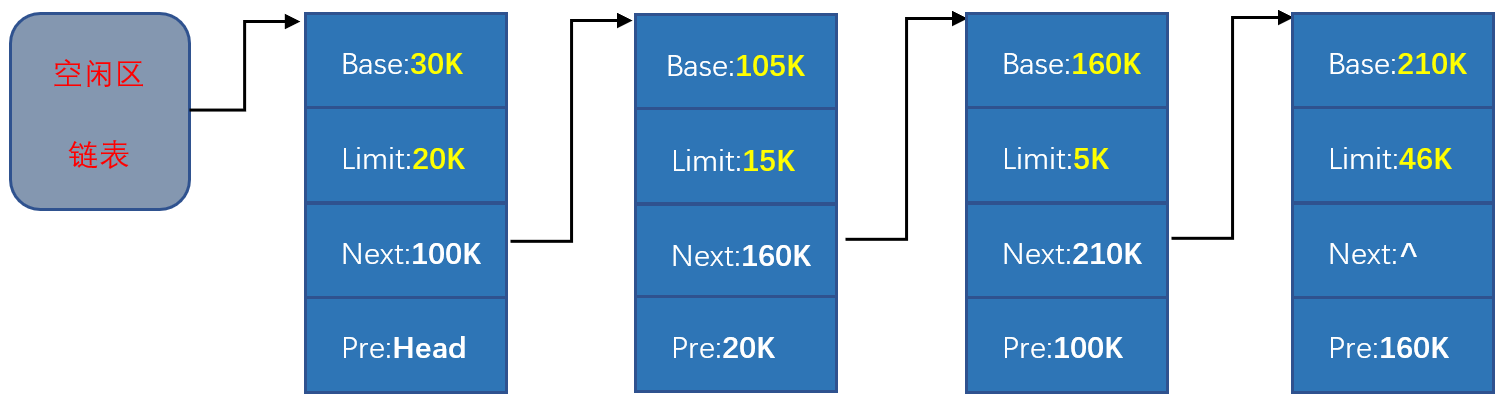 空闲区
链表
Base:30K
Limit:20K
Next:100K
Pre:Head
Base:105K
Limit:15K
Next:160K
Pre:20K
Base:160K
Limit:5K
Next:210K
Pre:100K
Base:210K
Limit:46K
Next:^
Pre:160K